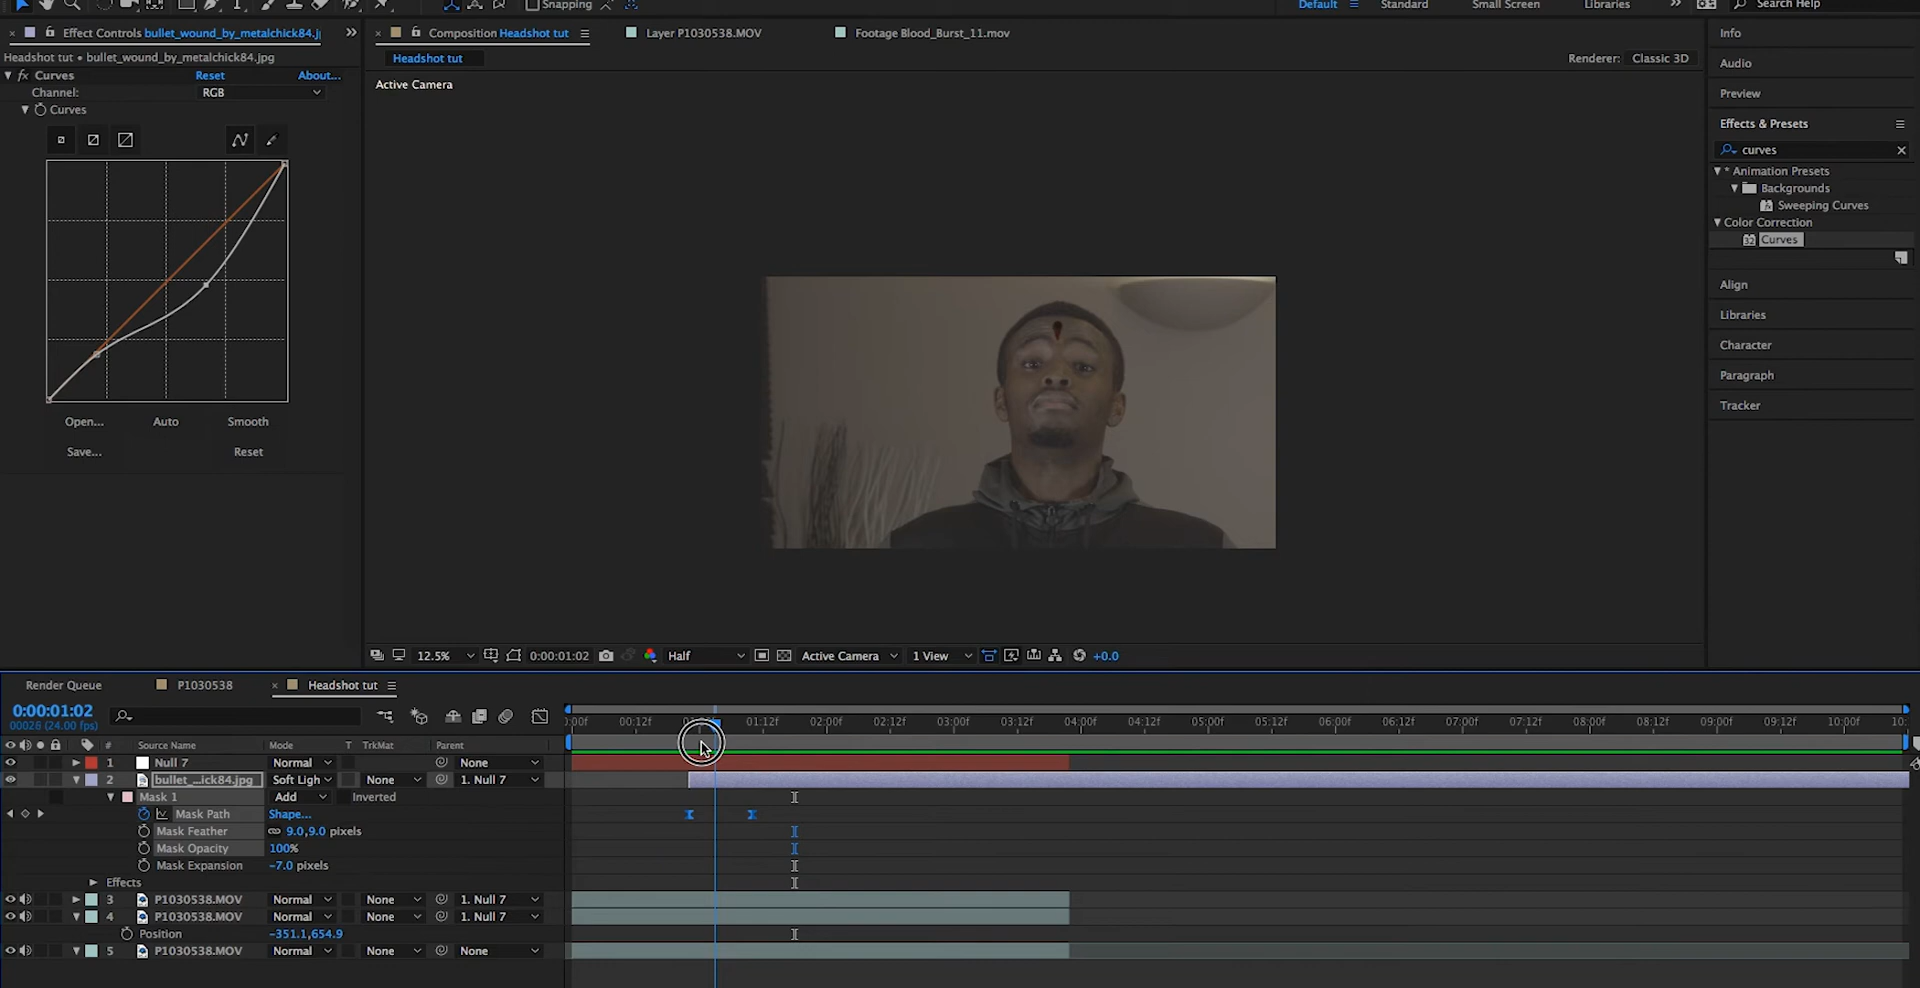 Snapping
Default
Standard
Small Screen
Libraries
Search Help
Effect Controls bullet_wound_by_metalchick84.j
Composition Headshot tut
Layer P1030538.MOV
Footage Blood_Burst_11.mov
Info
Headshot tut • bullet_wound_by_metalchick84.jpg
Headshot tut
Renderer: Classic 3D
Audio
fx Curves
Reset
About...
Active Camera
Channel:
RGB
Preview
Curves
Effects & Presets
curves
* Animation Presets
Backgrounds
Sweeping Curves
Color Correction
32 Curves
Align
Libraries
Character
Paragraph
Tracker
Open...
Auto
Smooth
Save...
Reset
12.5%
0:00:01:02
Half
Active Camera
1 View
+0.0
Render Queue
P1030538
Headshot tut
0:00:01:02
00026 (24.00 fps)
:00f 00:12f 01:12f 02:00f 02:12f 03:00f 03:12f 04:00f 04:12f 05:00f 05:12f 06:00f 06:12f 07:00f 07:12f 08:00f 08:12f 09:00f 09:12f 10:00f 10:
# Source Name Mode T TrkMat Parent
1 Null 7 Normal None
2 bullet_...ick84.jpg Soft Ligh None 1. Null 7
Mask 1 Add Inverted
Mask Path Shape...
Mask Feather 9.0,9.0 pixels
Mask Opacity 100%
Mask Expansion -7.0 pixels
Effects
3 P1030538.MOV Normal None 1. Null 7
4 P1030538.MOV Normal None 1. Null 7
Position -351.1,654.9
5 P1030538.MOV Normal None None